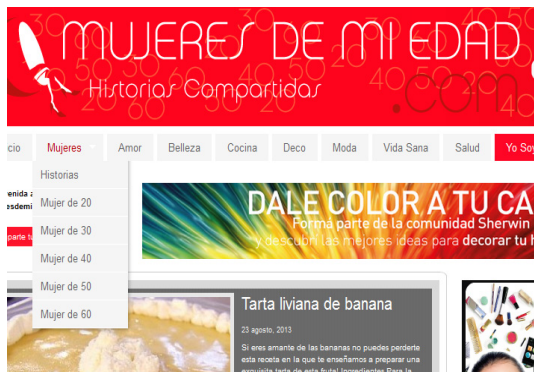 MUJERES DE MI EDAD
Historias Compartidas
.com
Mujeres
Amor
Belleza
Cocina
Deco
Moda
Vida Sana
Salud
Yo Soy
Historias
Mujer de 20
Mujer de 30
Mujer de 40
Mujer de 50
Mujer de 60
DALE COLOR A TU CA
Forma parte de la comunidad Sherwin
y descubrí las mejores ideas para decorar tu h
Tarta liviana de banana
23 agosto, 2013
Si eres amante de las bananas no puedes perderte
esta receta en la que te enseñamos a preparar una
exquisita tarta de esta fruta! Ingredientes Para la